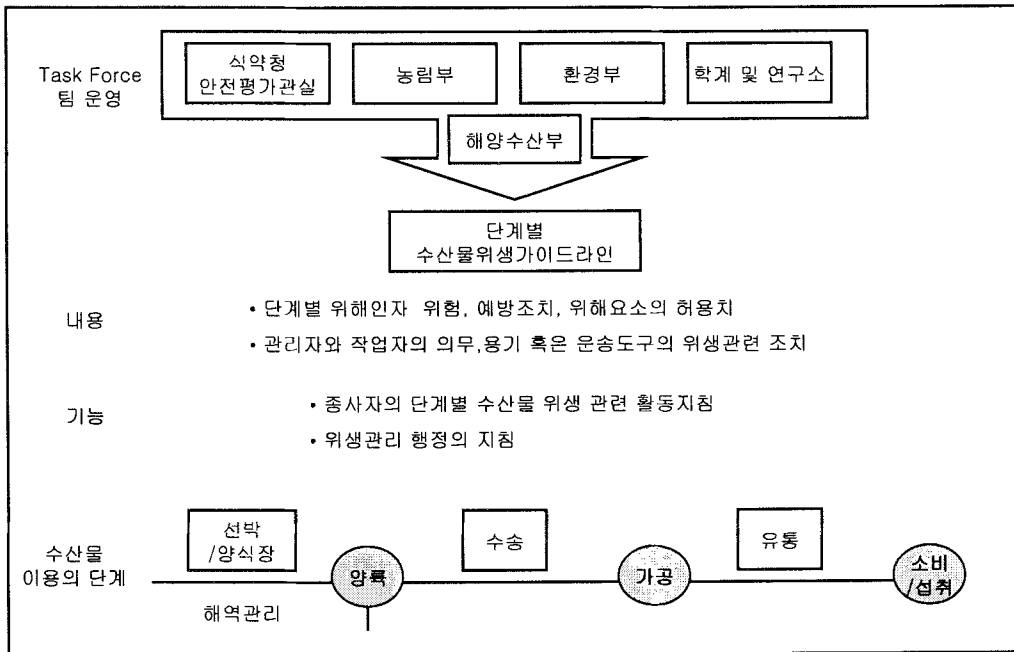 Task Force
팀 운영
식약청
안전평가관실
농림부
환경부
학계 및 연구소
해양수산부
단계별
수산물위생가이드라인
내용
• 단계별 위해인자 위험, 예방조치, 위해요소의 허용치
• 관리자와 작업자의 의무,용기 혹은 운송도구의 위생관련 조치
기능
• 종사자의 단계별 수산물 위생 관련 활동지침
• 위생관리 행정의 지침
수산물
이용의 단계
선박
/양식장
양륙
수송
가공
유통
소비
/섭취
해역관리